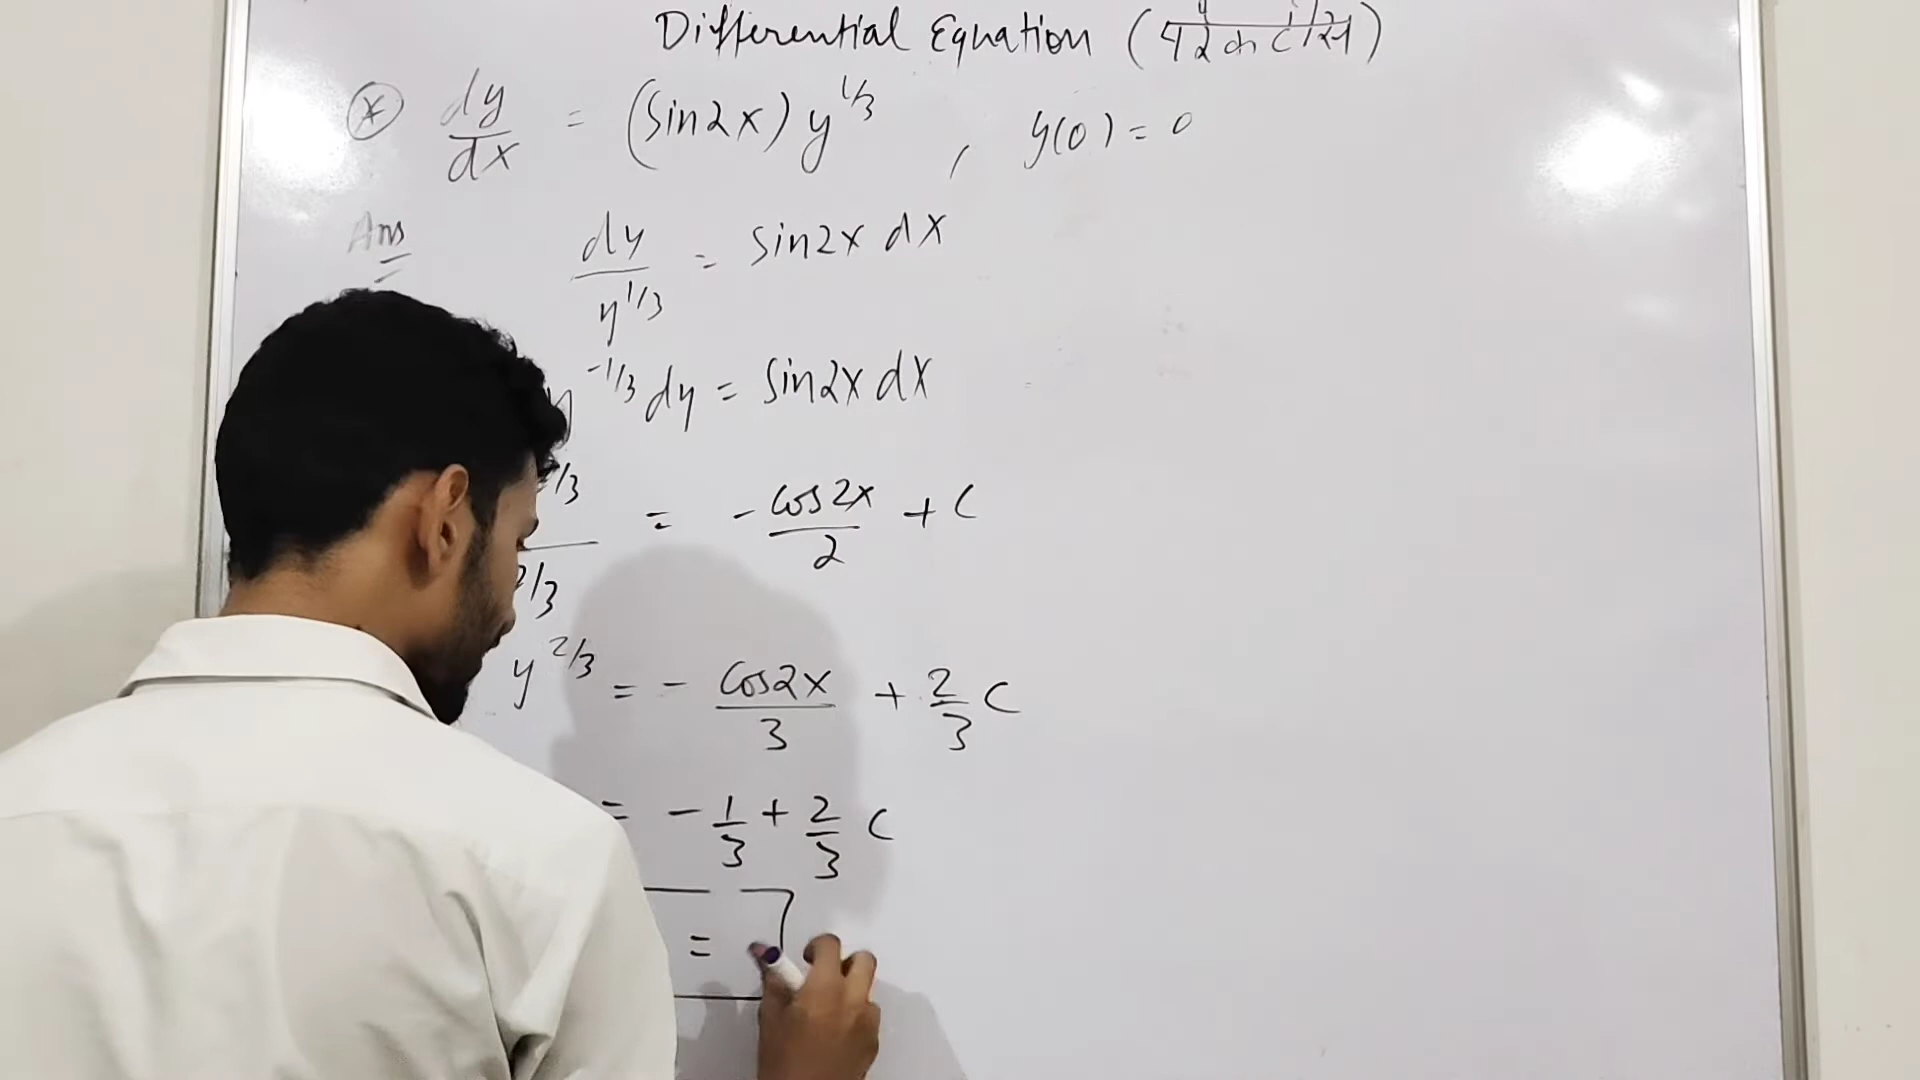 Differential Equation (
* dy/dx = (Sin2x) y^1/3 , y(0) = 0
Ans dy/y^1/3 = Sin2x dx
y^-1/3 dy = Sin2x dx
/3 / 2/3 = - Cos2x/2 + C
y^2/3 = - Cos2x/3 + 2/3 C
= - 1/3 + 2/3 C
=